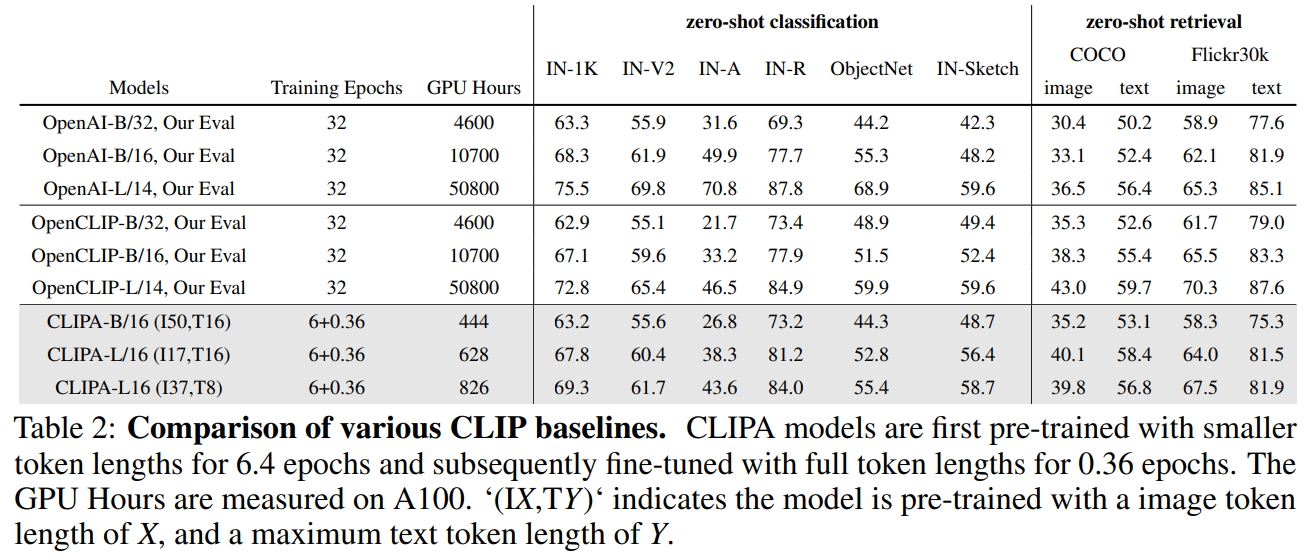 zero-shot classification zero-shot retrieval
COCO Flickr30k
IN-1K IN-V2 IN-A IN-R ObjectNet IN-Sketch
Models Training Epochs GPU Hours image text image text
OpenAI-B/32, Our Eval 32 4600 63.3 55.9 31.6 69.3 44.2 42.3 30.4 50.2 58.9 77.6
OpenAI-B/16, Our Eval 32 10700 68.3 61.9 49.9 77.7 55.3 48.2 33.1 52.4 62.1 81.9
OpenAI-L/14, Our Eval 32 50800 75.5 69.8 70.8 87.8 68.9 59.6 36.5 56.4 65.3 85.1
OpenCLIP-B/32, Our Eval 32 4600 62.9 55.1 21.7 73.4 48.9 49.4 35.3 52.6 61.7 79.0
OpenCLIP-B/16, Our Eval 32 10700 67.1 59.6 33.2 77.9 51.5 52.4 38.3 55.4 65.5 83.3
OpenCLIP-L/14, Our Eval 32 50800 72.8 65.4 46.5 84.9 59.9 59.6 43.0 59.7 70.3 87.6
CLIPA-B/16 (I50,T16) 6+0.36 444 63.2 55.6 26.8 73.2 44.3 48.7 35.2 53.1 58.3 75.3
CLIPA-L/16 (I17,T16) 6+0.36 628 67.8 60.4 38.3 81.2 52.8 56.4 40.1 58.4 64.0 81.5
CLIPA-L16 (I37,T8) 6+0.36 826 69.3 61.7 43.6 84.0 55.4 58.7 39.8 56.8 67.5 81.9
Table 2: Comparison of various CLIP baselines. CLIPA models are first pre-trained with smaller
token lengths for 6.4 epochs and subsequently fine-tuned with full token lengths for 0.36 epochs. The
GPU Hours are measured on A100. ‘(IX,TY)‘ indicates the model is pre-trained with a image token
length of X, and a maximum text token length of Y.